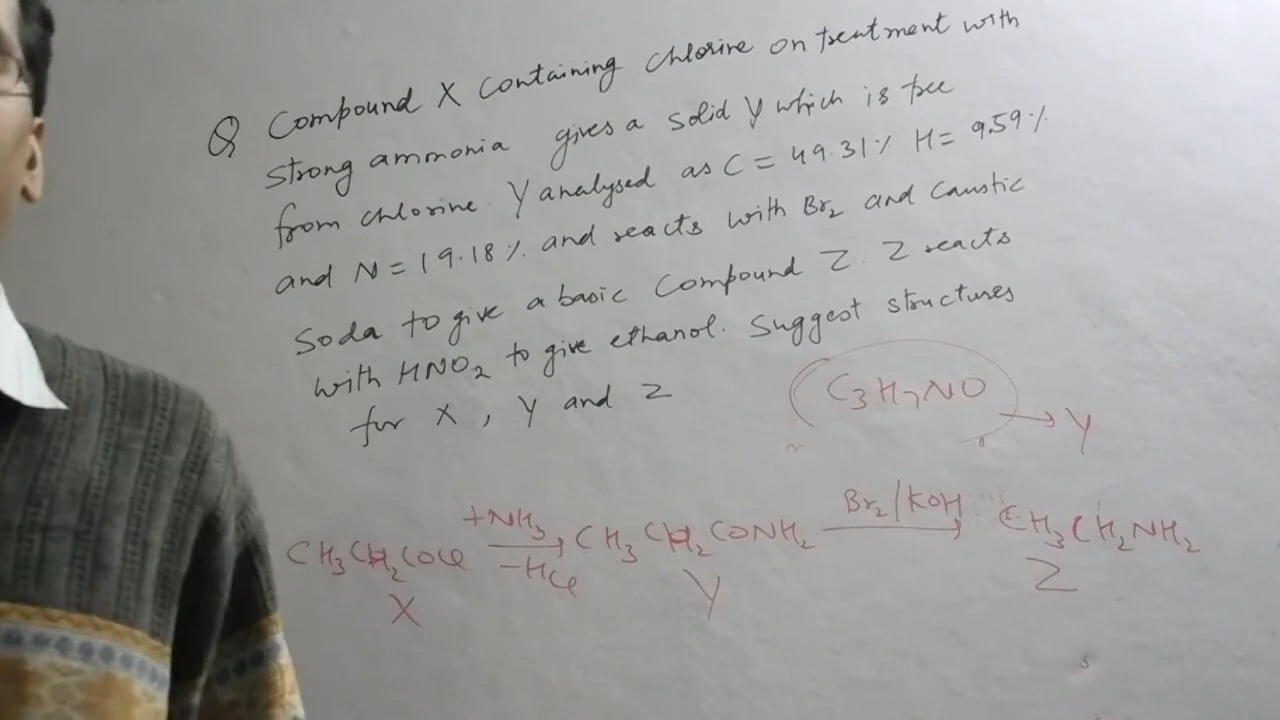 Q Compound X containing chlorine on treatment with
strong ammonia gives a solid Y which is free
from chlorine. Y analysed as C = 49.31% H = 9.59%
and N = 19.18% and reacts with Br₂ and caustic
soda to give a basic compound Z. Z reacts
with HNO₂ to give ethanol. Suggest structures
for X, Y and Z
C₃H₇NO → Y
CH₃CH₂COCl +NH₃ -HCl → CH₃CH₂CONH₂ Br₂/KOH → CH₃CH₂NH₂
X Y Z